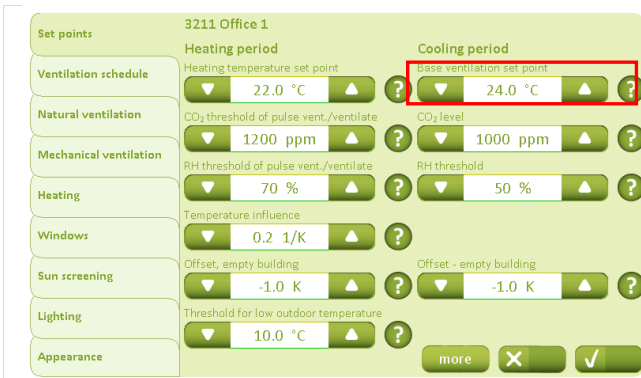 3211 Office 1
Set points
Ventilation schedule
Natural ventilation
Mechanical ventilation
Heating
Windows
Sun screening
Lighting
Appearance
Heating period
Heating temperature set point
22.0 °C ?
CO₂ threshold of pulse vent./ventilate
1200 ppm ?
RH threshold of pulse vent./ventilate
70 % ?
Temperature influence
0.2 1/K ?
Offset, empty building
-1.0 K ?
Threshold for low outdoor temperature
10.0 °C ?
Cooling period
Base ventilation set point
24.0 °C ?
CO₂ level
1000 ppm ?
RH threshold
50 % ?
Offset - empty building
-1.0 K ?
more